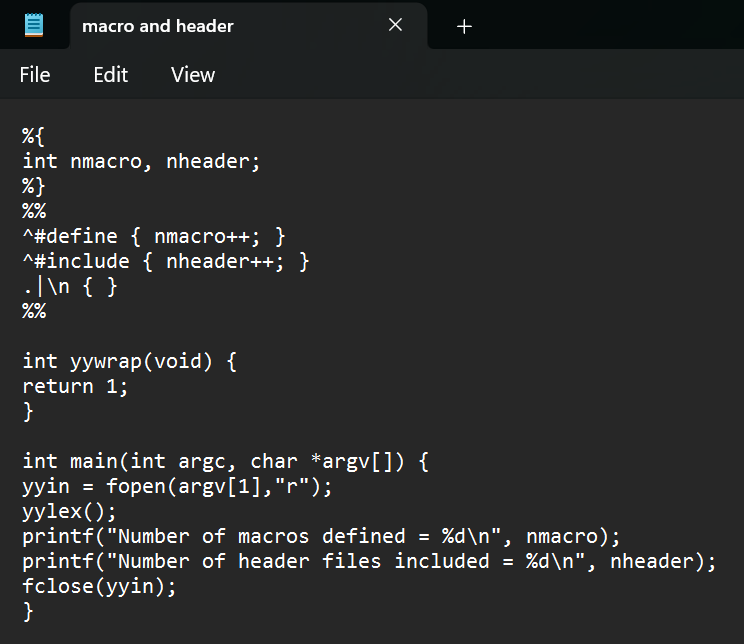 macro and header
File Edit View
%{
int nmacro, nheader;
%}
%%
^#define { nmacro++; }
^#include { nheader++; }
.|\n { }
%%
int yywrap(void) {
return 1;
}
int main(int argc, char *argv[]) {
yyin = fopen(argv[1],"r");
yylex();
printf("Number of macros defined = %d\n", nmacro);
printf("Number of header files included = %d\n", nheader);
fclose(yyin);
}